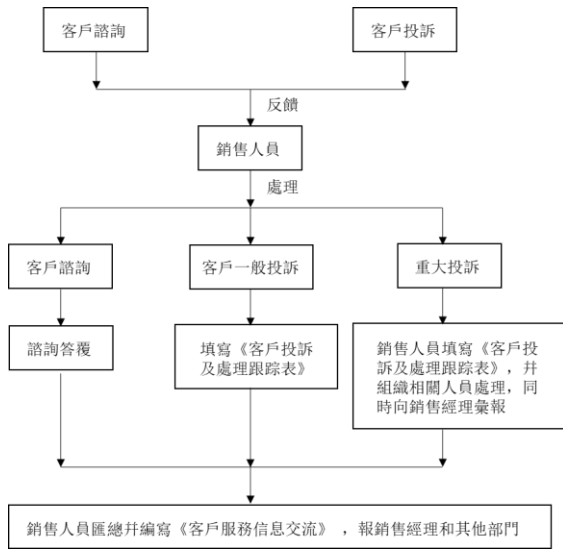 客戶諮詢
客戶投訴
反饋
銷售人員
處理
客戶諮詢
客戶一般投訴
重大投訴
諮詢答覆
填寫《客戶投訴
及處理跟踪表》
銷售人員填寫《客戶投
訴及處理跟踪表》，幷
組織相關人員處理，同
時向銷售經理彙報
銷售人員匯總幷編寫《客戶服務信息交流》，報銷售經理和其他部門